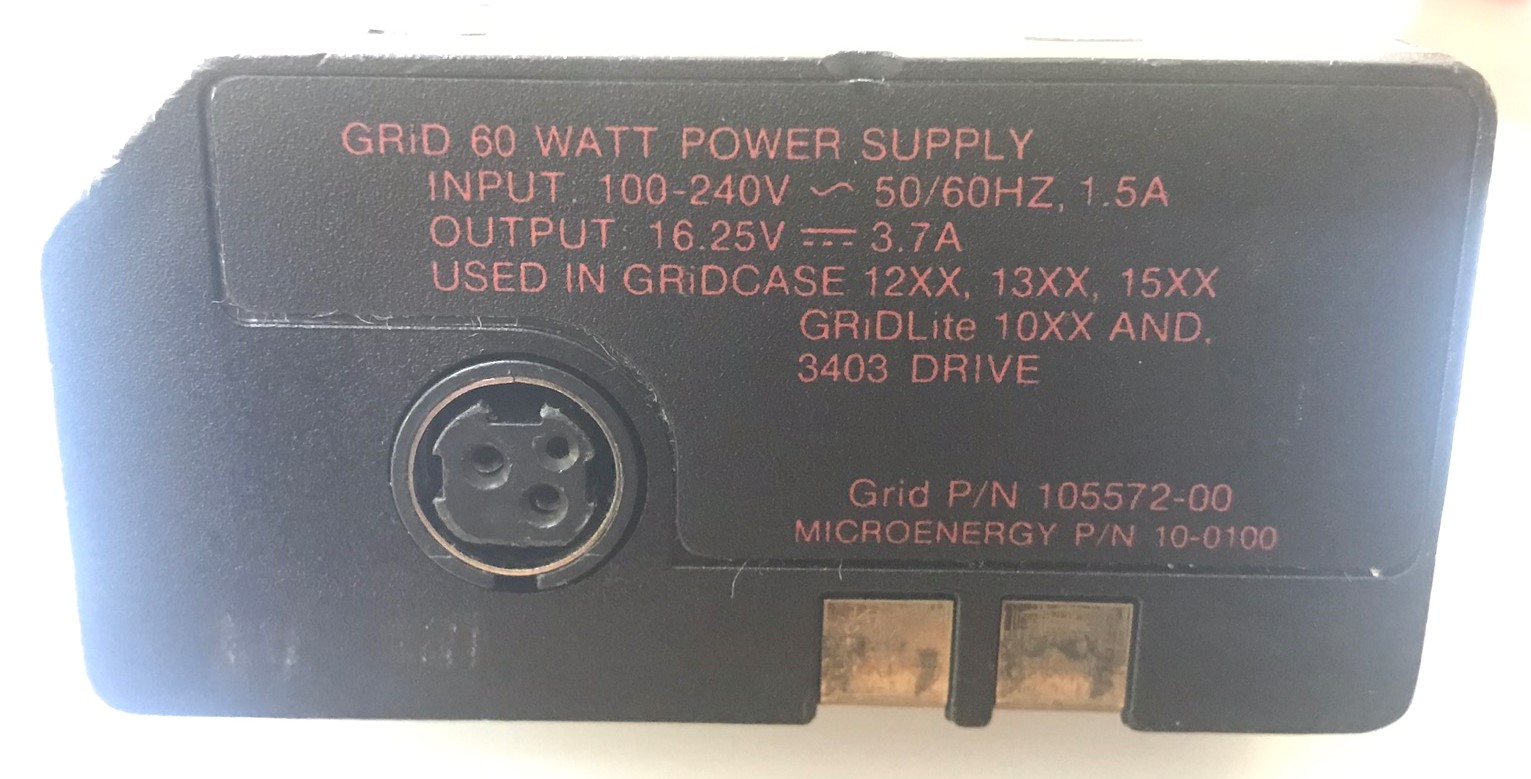 GRiD 60 WATT POWER SUPPLY
INPUT: 100-240V ~ 50/60HZ, 1.5A
OUTPUT: 16.25V ⎓ 3.7A
USED IN GRiDCASE 12XX, 13XX, 15XX
GRiDLite 10XX AND,
3403 DRIVE
Grid P/N 105572-00
MICROENERGY P/N 10-0100